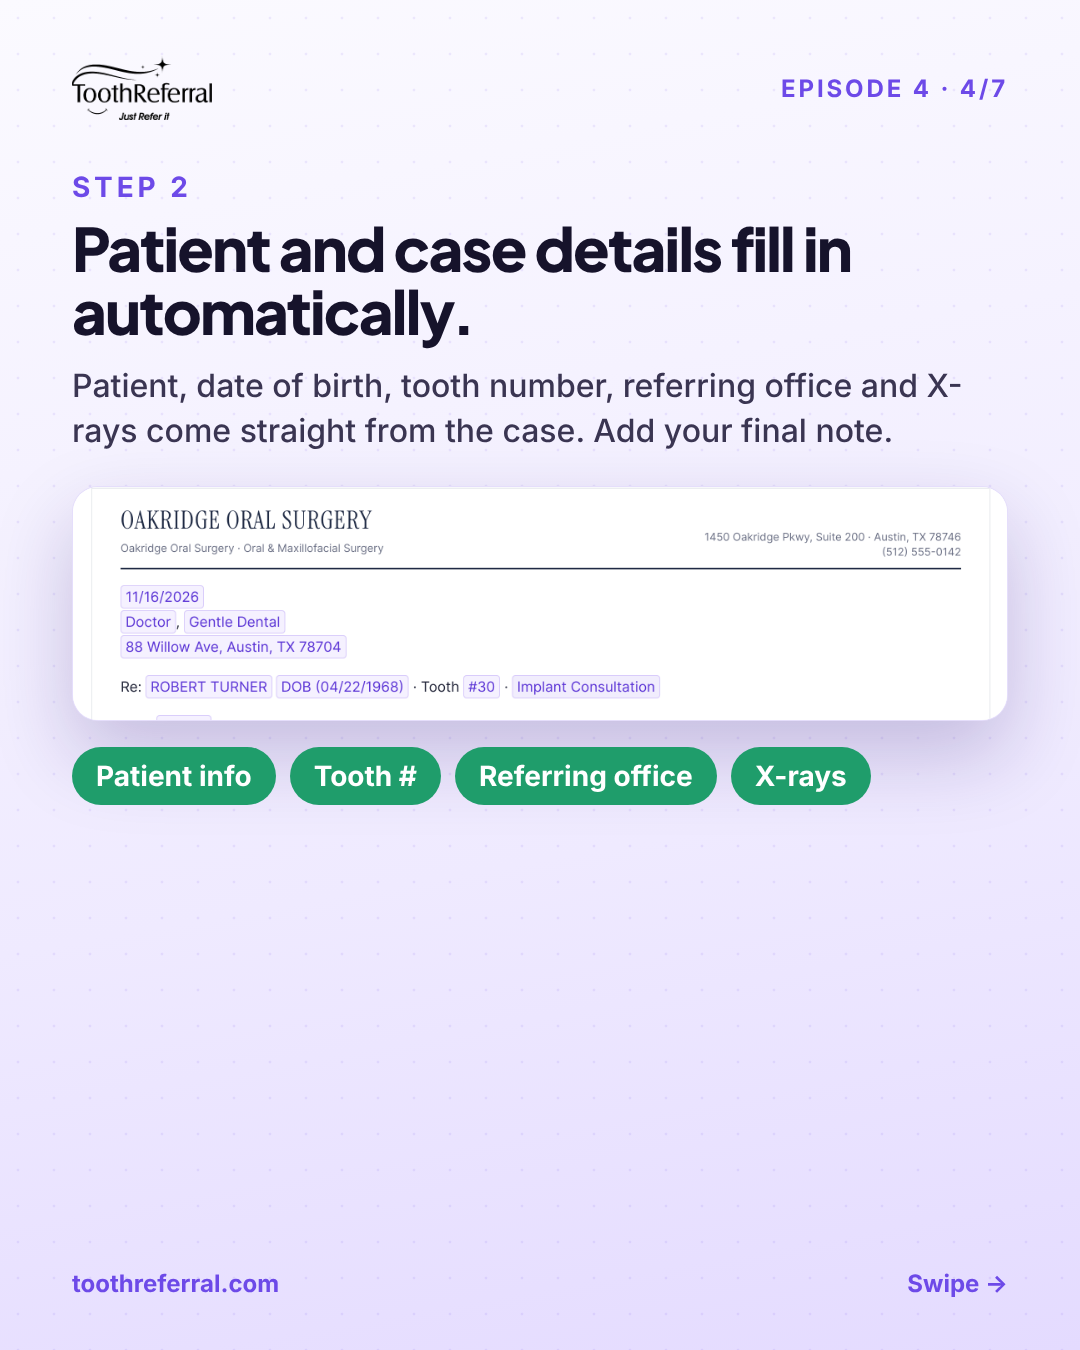 ToothReferral
Just Refer it
EPISODE 4 · 4/7
STEP 2
Patient and case details fill in
automatically.
Patient, date of birth, tooth number, referring office and X-
rays come straight from the case. Add your final note.
OAKRIDGE ORAL SURGERY
Oakridge Oral Surgery · Oral & Maxillofacial Surgery
1450 Oakridge Pkwy, Suite 200 · Austin, TX 78746
(512) 555-0142
11/16/2026
Doctor , Gentle Dental
88 Willow Ave, Austin, TX 78704
Re: ROBERT TURNER DOB (04/22/1968) · Tooth #30 · Implant Consultation
Patient info Tooth # Referring office X-rays
toothreferral.com
Swipe →